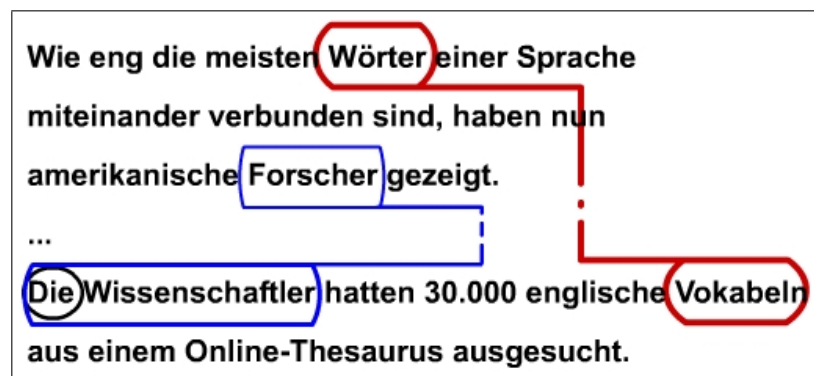 Wie eng die meisten Wörter einer Sprache
miteinander verbunden sind, haben nun
amerikanische Forscher gezeigt.
...
Die Wissenschaftler hatten 30.000 englische Vokabeln
aus einem Online-Thesaurus ausgesucht.